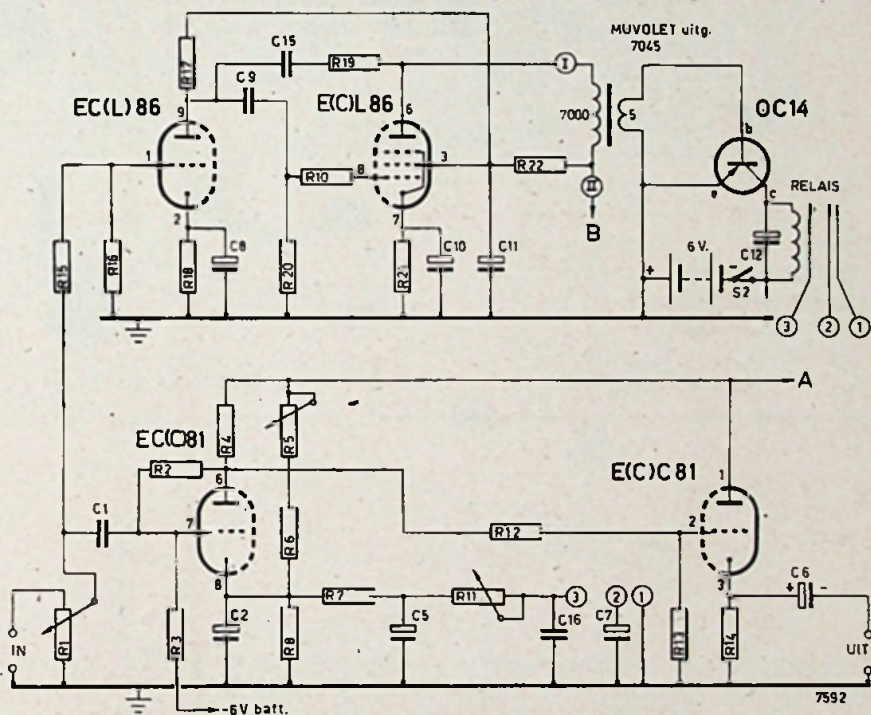 MUVOLET uitg.
7045
C15
R19
I
R17
C9
EC(L)86
E(C)L86
OC14
9
6
7000
5
b
1
8
3
R22
R10
II
e
c
RELAIS
2
7
B
C12
6 V.
+
-
S2
R15
R16
R18
C8
R20
R21
C10
C11
3
2
1
A
R4
R5
EC(C)81
R2
6
E(C)C81
1
C1
7
R6
R12
2
8
3
C6
+
-
R7
R11
3
2
1
IN
R1
R3
C2
R8
C5
C16
C7
R13
R14
UIT
-6V batt.
7592